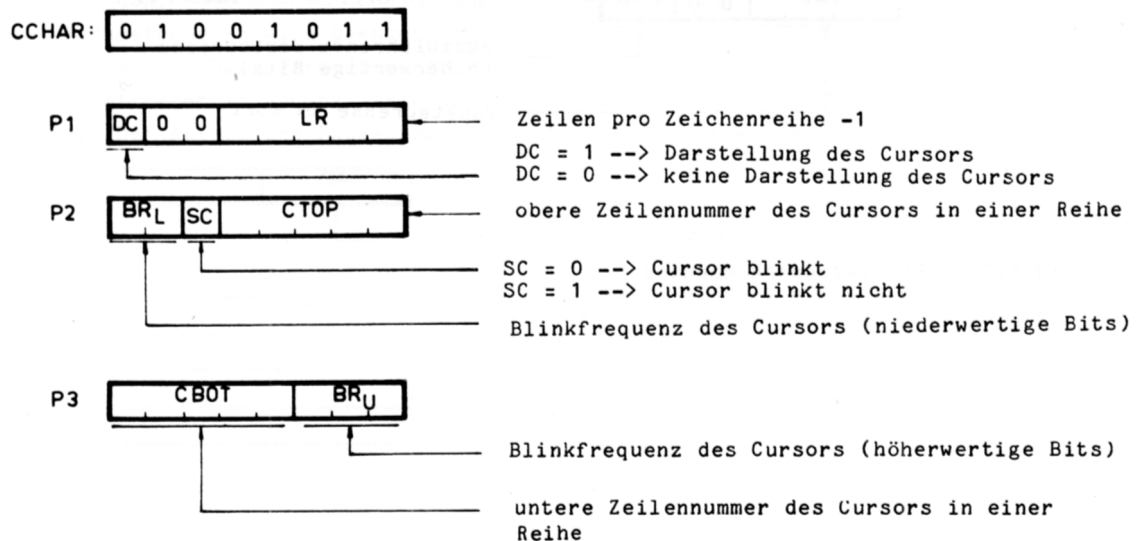 CCHAR: 0 1 0 0 1 0 1 1
P1 DC 0 0 LR Zeilen pro Zeichenreihe -1
DC = 1 --> Darstellung des Cursors
DC = 0 --> keine Darstellung des Cursors
P2 BRL SC CTOP obere Zeilennummer des Cursors in einer Reihe
SC = 0 --> Cursor blinkt
SC = 1 --> Cursor blinkt nicht
Blinkfrequenz des Cursors (niederwertige Bits)
P3 CBOT BRU
Blinkfrequenz des Cursors (höherwertige Bits)
untere Zeilennummer des Cursors in einer
Reihe